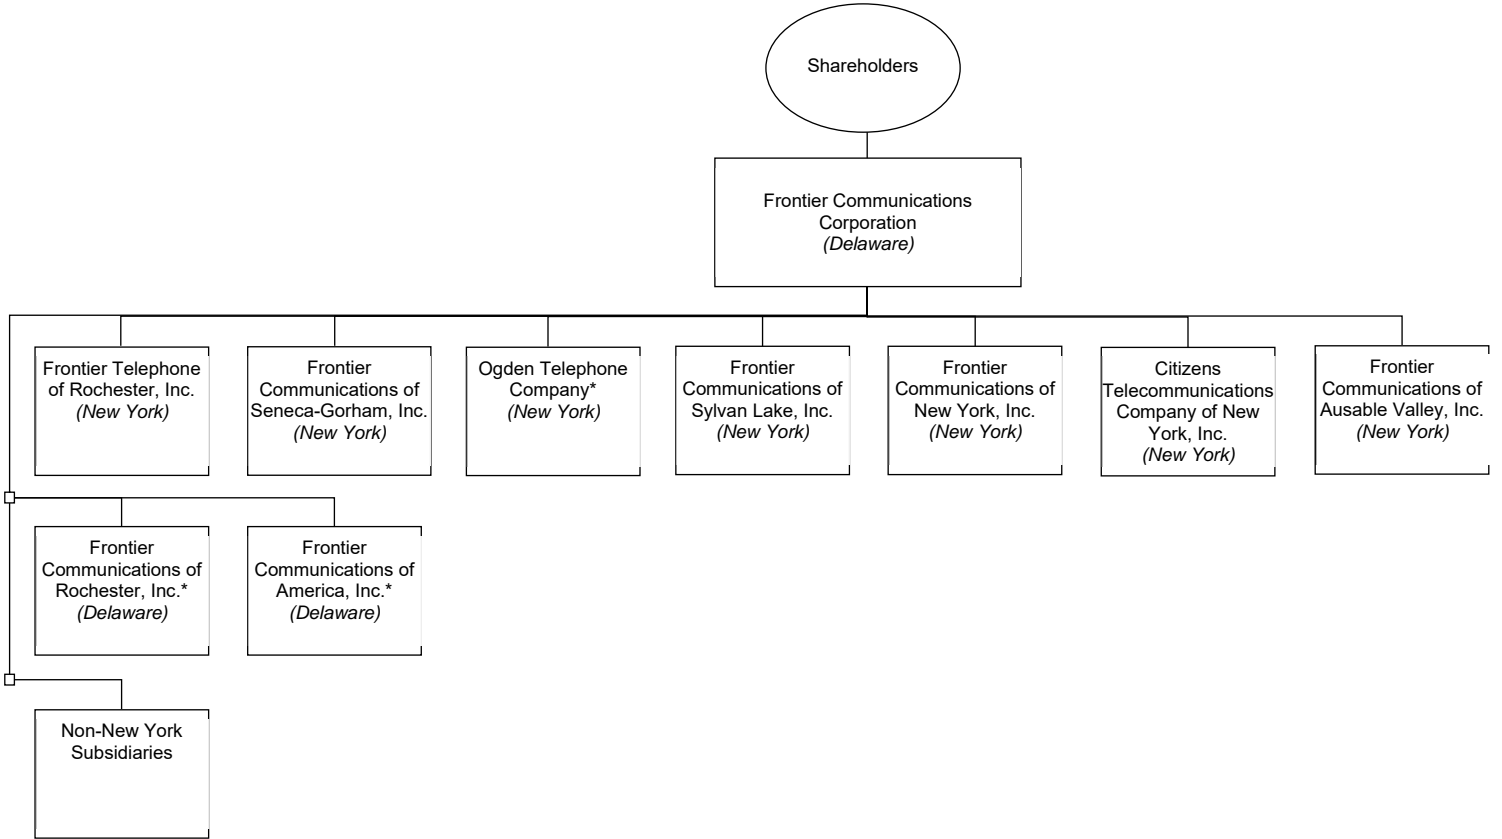 Shareholders
Frontier Communications
Corporation
(Delaware)
Frontier Telephone
of Rochester, Inc.
(New York)
Frontier
Communications of
Seneca-Gorham, Inc.
(New York)
Ogden Telephone
Company*
(New York)
Frontier
Communications of
Sylvan Lake, Inc.
(New York)
Frontier
Communications of
New York, Inc.
(New York)
Citizens
Telecommunications
Company of New
York, Inc.
(New York)
Frontier
Communications of
Ausable Valley, Inc.
(New York)
Frontier
Communications of
Rochester, Inc.*
(Delaware)
Frontier
Communications of
America, Inc.*
(Delaware)
Non-New York
Subsidiaries